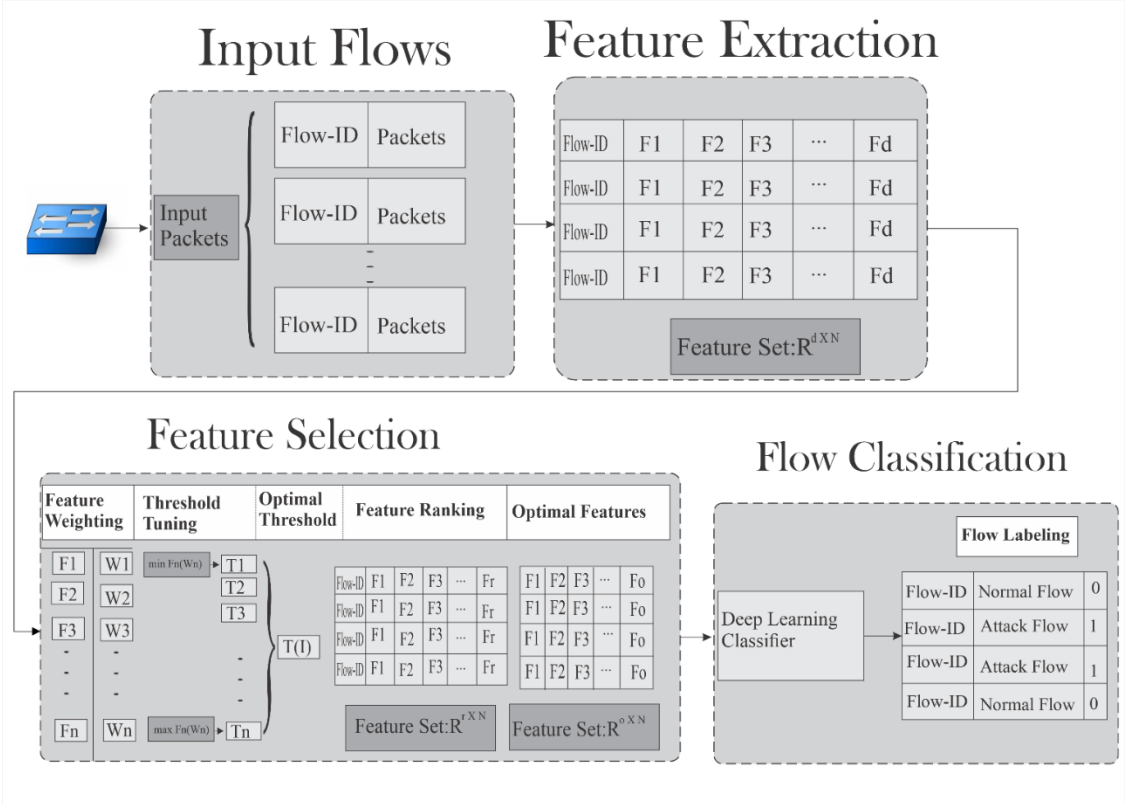 Input Flows
Feature Extraction
Input
Packets
Flow-ID Packets
Flow-ID Packets
Flow-ID Packets
Flow-ID F1 F2 F3 ... Fd
Flow-ID F1 F2 F3 ... Fd
Flow-ID F1 F2 F3 ... Fd
Flow-ID F1 F2 F3 ... Fd
Feature Set:R^d X N
Feature Selection
Feature
Weighting
Threshold
Tuning
Optimal
Threshold
Feature Ranking
Optimal Features
F1 W1
F2 W2
F3 W3
Fn Wn
min Fn(Wn)
max Fn(Wn)
T1
T2
T3
Tn
T(I)
Flow-ID F1 F2 F3 ... Fr
Flow-ID F1 F2 F3 ... Fr
Flow-ID F1 F2 F3 ... Fr
Flow-ID F1 F2 F3 ... Fr
Feature Set:R^r X N
F1 F2 F3 ... Fo
F1 F2 F3 ... Fo
F1 F2 F3 ... Fo
F1 F2 F3 ... Fo
Feature Set:R^o X N
Flow Classification
Deep Learning
Classifier
Flow Labeling
Flow-ID Normal Flow 0
Flow-ID Attack Flow 1
Flow-ID Attack Flow 1
Flow-ID Normal Flow 0